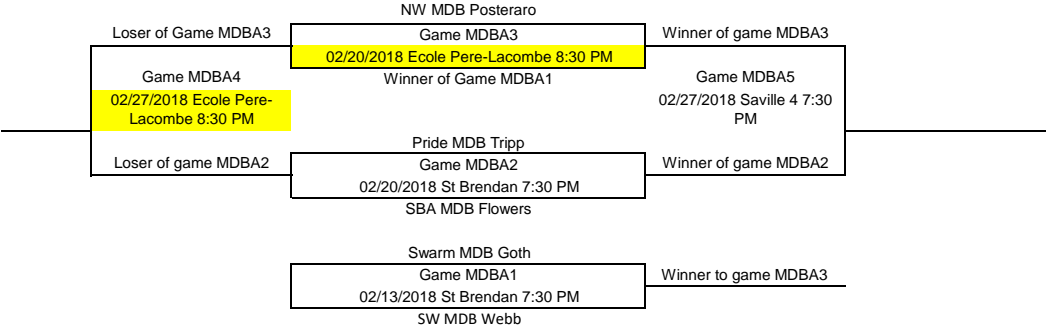 NW MDB Posteraro
Loser of Game MDBA3
Game MDBA3
Winner of game MDBA3
02/20/2018 Ecole Pere-Lacombe 8:30 PM
Game MDBA4
Winner of Game MDBA1
Game MDBA5
02/27/2018 Ecole Pere-
Lacombe 8:30 PM
02/27/2018 Saville 4 7:30
PM
Pride MDB Tripp
Loser of game MDBA2
Game MDBA2
Winner of game MDBA2
02/20/2018 St Brendan 7:30 PM
SBA MDB Flowers
Swarm MDB Goth
Game MDBA1
Winner to game MDBA3
02/13/2018 St Brendan 7:30 PM
SW MDB Webb